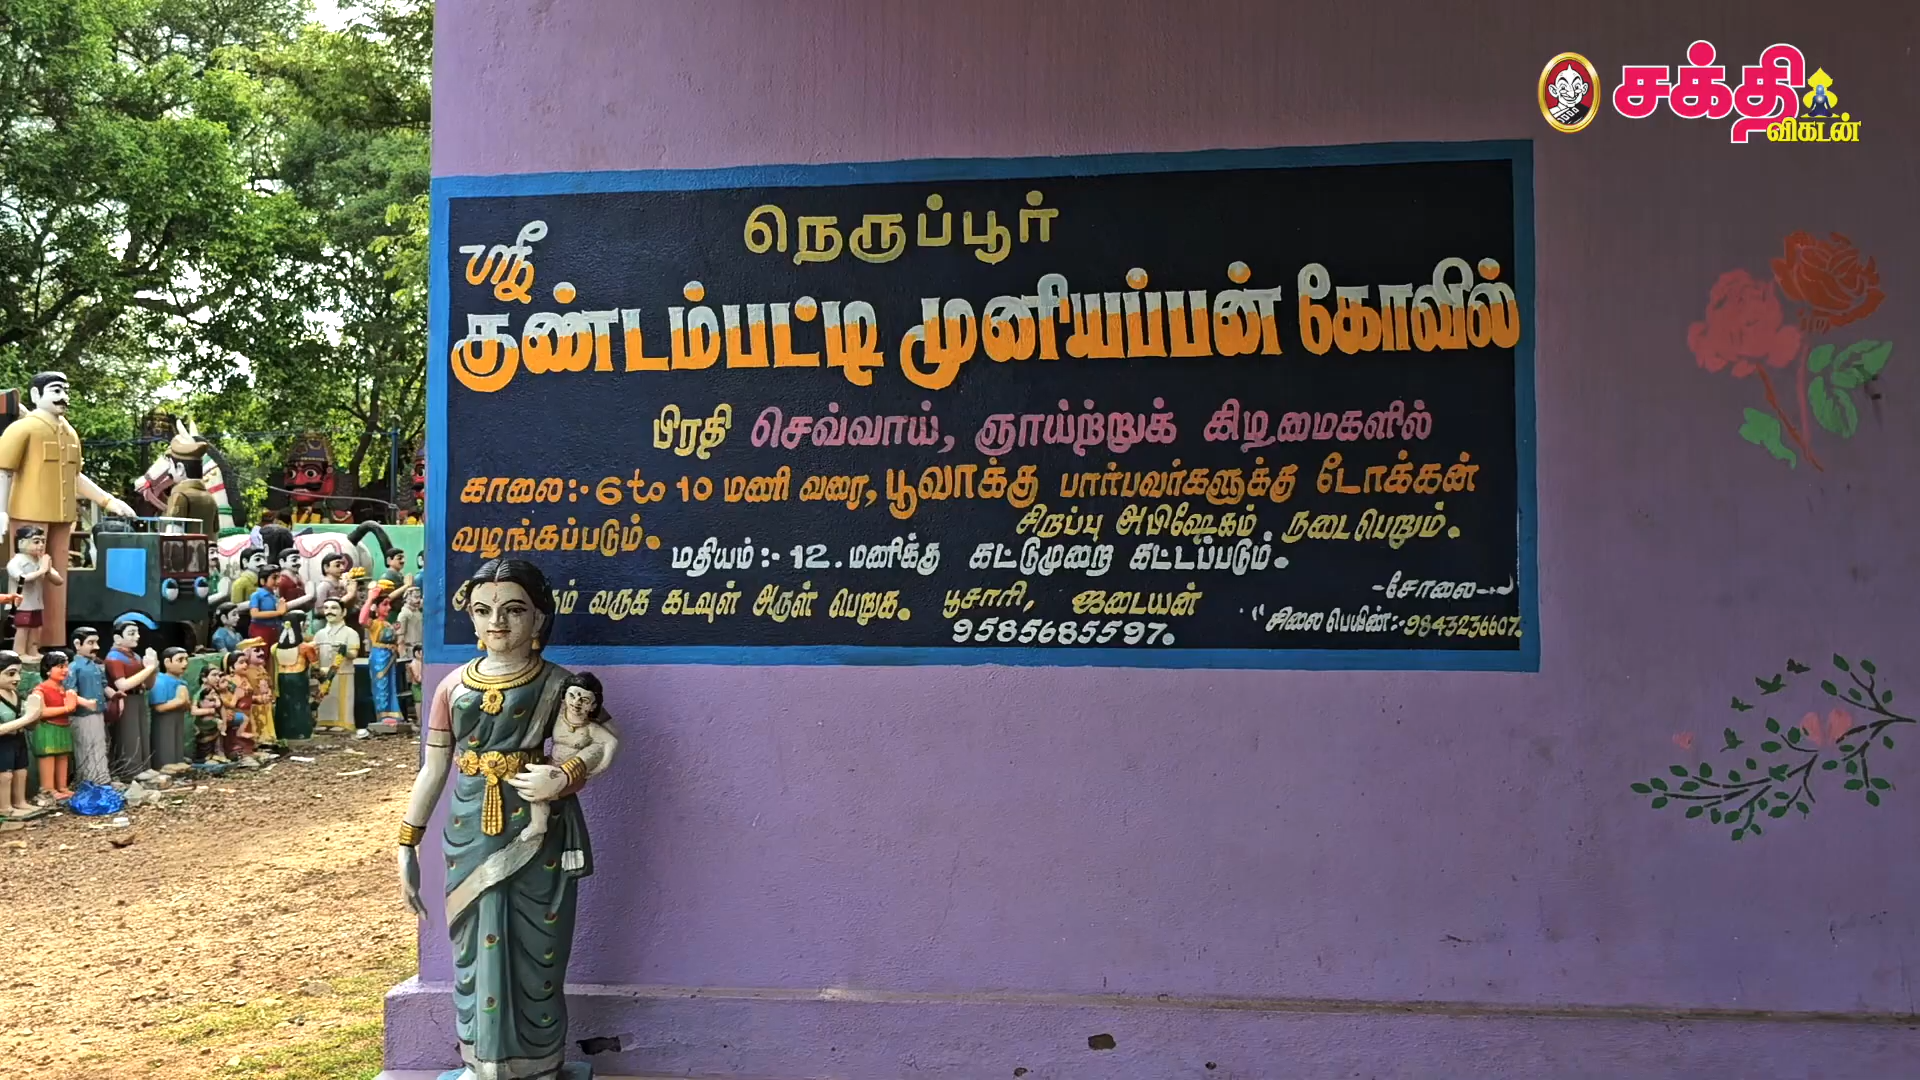 சக்தி
விகடன்
நெருப்பூர்
ஸ்ரீ
குண்டம்பட்டி முனியப்பன் கோவில்
பிரதி செவ்வாய், ஞாயிற்றுக் கிடிமைகளில்
காலை:- 6 to 10 மணி வரை, பூவாக்கு பார்பவர்களுக்கு டோக்கன்
வழங்கப்படும். சிறப்பு அபிஷேகம் நடைபெறும்.
மதியம்:- 12. மணிக்கு கட்டுமுறை கட்டப்படும்.
வருக கடவுள் அருள் பெறுக. பூசாரி, ஜடையன்
9585685597.
-சோலை-
சிலை பெயிண்:-9843236607.